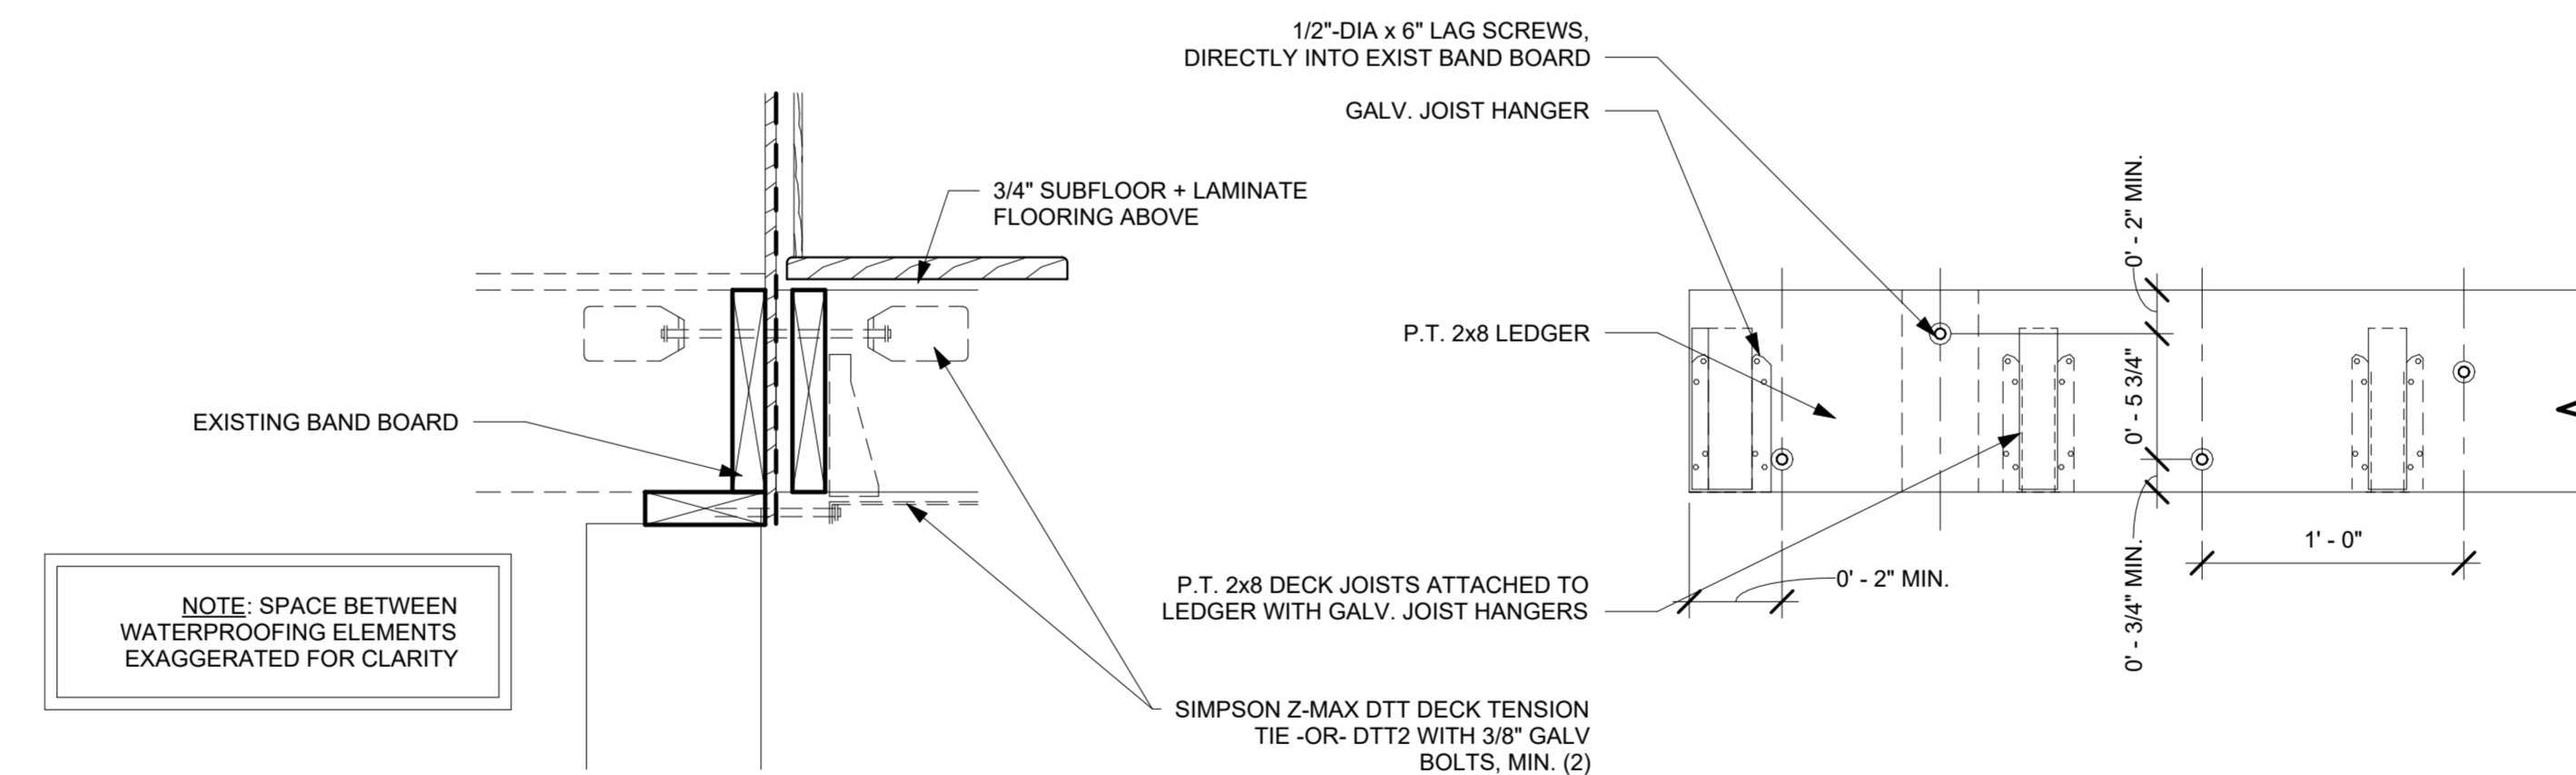 1/2"-DIA x 6" LAG SCREWS,
DIRECTLY INTO EXIST BAND BOARD
GALV. JOIST HANGER
3/4" SUBFLOOR + LAMINATE
FLOORING ABOVE
P.T. 2x8 LEDGER
EXISTING BAND BOARD
NOTE: SPACE BETWEEN
WATERPROOFING ELEMENTS
EXAGGERATED FOR CLARITY
P.T. 2x8 DECK JOISTS ATTACHED TO
LEDGER WITH GALV. JOIST HANGERS
SIMPSON Z-MAX DTT DECK TENSION
TIE -OR- DTT2 WITH 3/8" GALV
BOLTS, MIN. (2)
0' - 2" MIN.
0' - 5 3/4"
0' - 3/4" MIN.
0' - 2" MIN.
1' - 0"